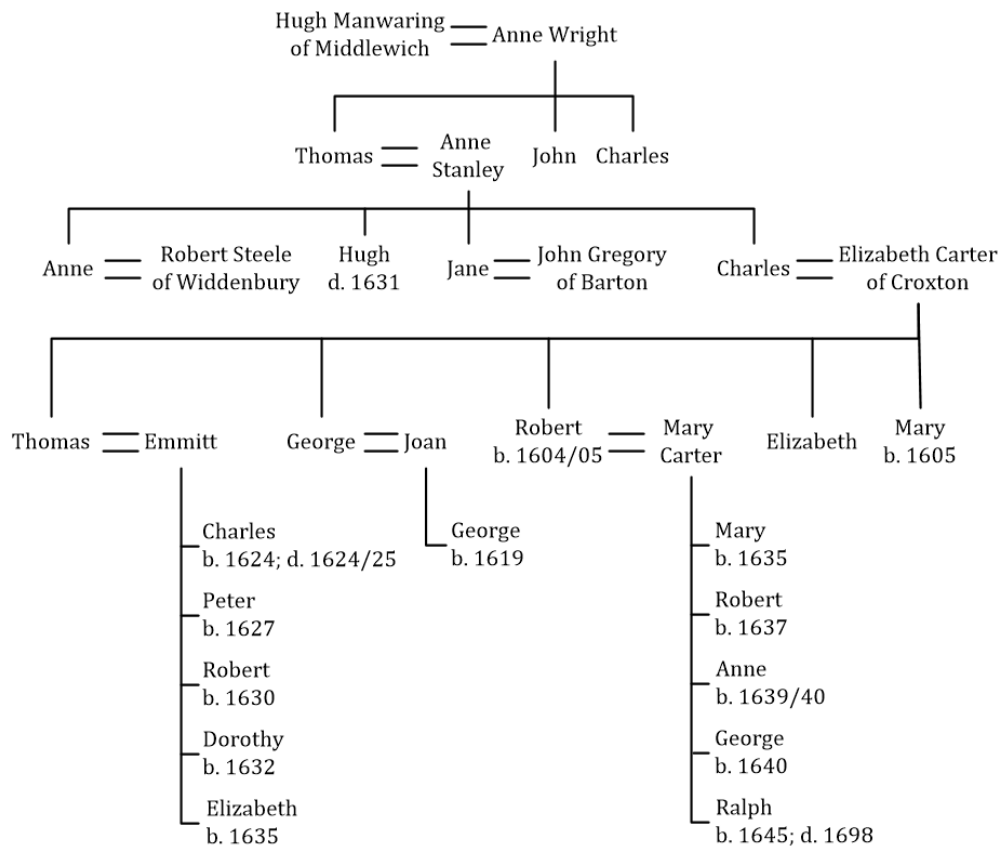 Hugh Manwaring
of Middlewich
Anne Wright
Thomas
Anne
Stanley
John
Charles
Anne
Robert Steele
of Widdenbury
Hugh
d. 1631
Jane
John Gregory
of Barton
Charles
Elizabeth Carter
of Croxton
Thomas
Emmitt
George
Joan
Robert
b. 1604/05
Mary
Carter
Elizabeth
Mary
b. 1605
Charles
b. 1624; d. 1624/25
Peter
b. 1627
Robert
b. 1630
Dorothy
b. 1632
Elizabeth
b. 1635
George
b. 1619
Mary
b. 1635
Robert
b. 1637
Anne
b. 1639/40
George
b. 1640
Ralph
b. 1645; d. 1698